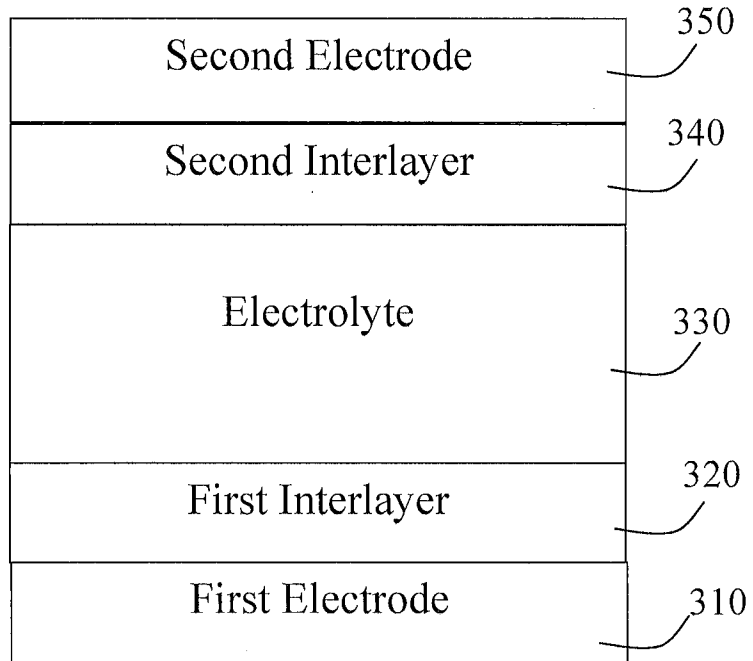 350
Second Electrode
340
Second Interlayer
Electrolyte
330
320
First Interlayer
First Electrode
310